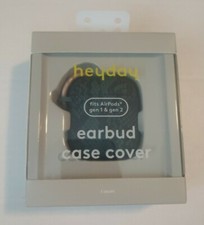 heyday
fits AirPods®
gen 1 & gen 2
earbud
case cover